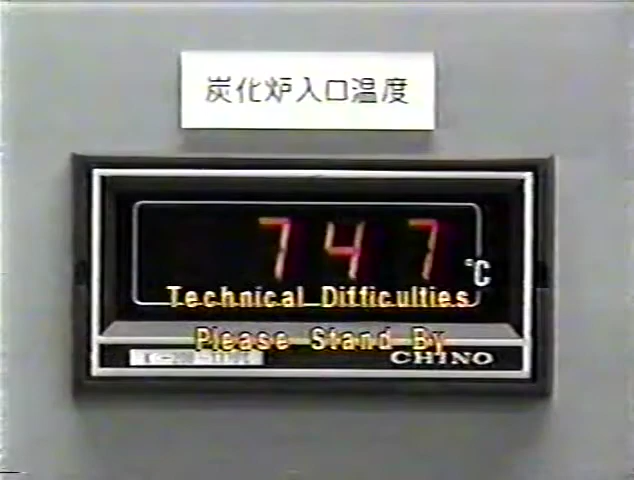 炭化炉入口温度
747
°C
Technical Difficulties
Please Stand By
CHINO